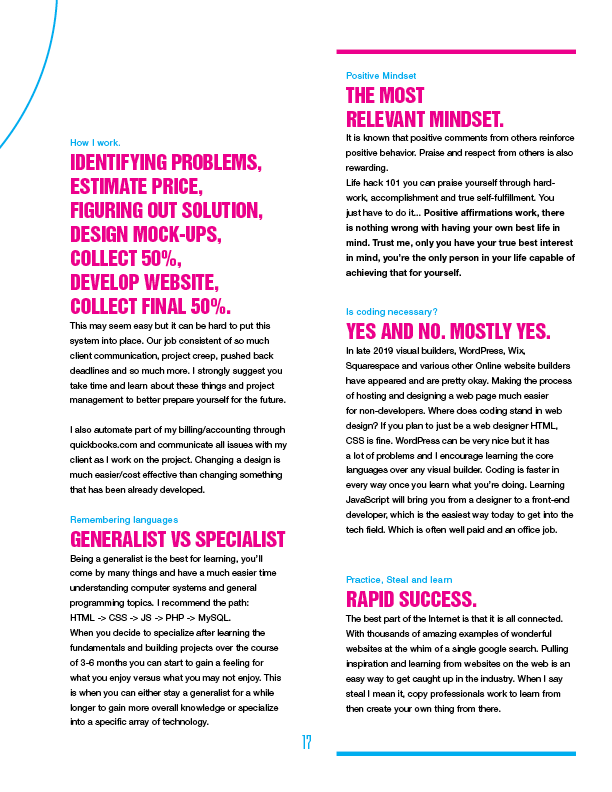 How I work.
IDENTIFYING PROBLEMS,
ESTIMATE PRICE,
FIGURING OUT SOLUTION,
DESIGN MOCK-UPS,
COLLECT 50%,
DEVELOP WEBSITE,
COLLECT FINAL 50%.
This may seem easy but it can be hard to put this
system into place. Our job consistent of so much
client communication, project creep, pushed back
deadlines and so much more. I strongly suggest you
take time and learn about these things and project
management to better prepare yourself for the future.
I also automate part of my billing/accounting through
quickbooks.com and communicate all issues with my
client as I work on the project. Changing a design is
much easier/cost effective than changing something
that has been already developed.
Remembering languages
GENERALIST VS SPECIALIST
Being a generalist is the best for learning, you'll
come by many things and have a much easier time
understanding computer systems and general
programming topics. I recommend the path:
HTML -> CSS -> JS -> PHP -> MySQL.
When you decide to specialize after learning the
fundamentals and building projects over the course
of 3-6 months you can start to gain a feeling for
what you enjoy versus what you may not enjoy. This
is when you can either stay a generalist for a while
longer to gain more overall knowledge or specialize
into a specific array of technology.
Positive Mindset
THE MOST
RELEVANT MINDSET.
It is known that positive comments from others reinforce
positive behavior. Praise and respect from others is also
rewarding.
Life hack 101 you can praise yourself through hard-
work, accomplishment and true self-fulfillment. You
just have to do it... Positive affirmations work, there
is nothing wrong with having your own best life in
mind. Trust me, only you have your true best interest
in mind, you're the only person in your life capable of
achieving that for yourself.
Is coding necessary?
YES AND NO. MOSTLY YES.
In late 2019 visual builders, WordPress, Wix,
Squarespace and various other Online website builders
have appeared and are pretty okay. Making the process
of hosting and designing a web page much easier
for non-developers. Where does coding stand in web
design? If you plan to just be a web designer HTML,
CSS is fine. WordPress can be very nice but it has
a lot of problems and I encourage learning the core
languages over any visual builder. Coding is faster in
every way once you learn what you're doing. Learning
JavaScript will bring you from a designer to a front-end
developer, which is the easiest way today to get into the
tech field. Which is often well paid and an office job.
Practice, Steal and learn
RAPID SUCCESS.
The best part of the Internet is that it is all connected.
With thousands of amazing examples of wonderful
websites at the whim of a single google search. Pulling
inspiration and learning from websites on the web is an
easy way to get caught up in the industry. When I say
steal I mean it, copy professionals work to learn from
then create your own thing from there.
17